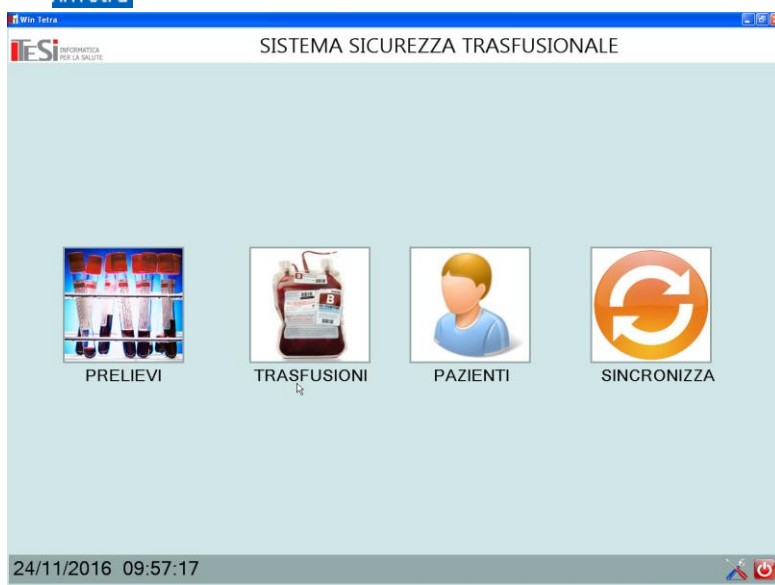 Win Tetra
TESi INFORMATICA
PER LA SALUTE
SISTEMA SICUREZZA TRASFUSIONALE
B
PRELIEVI
TRASFUSIONI
PAZIENTI
SINCRONIZZA
24/11/2016 09:57:17